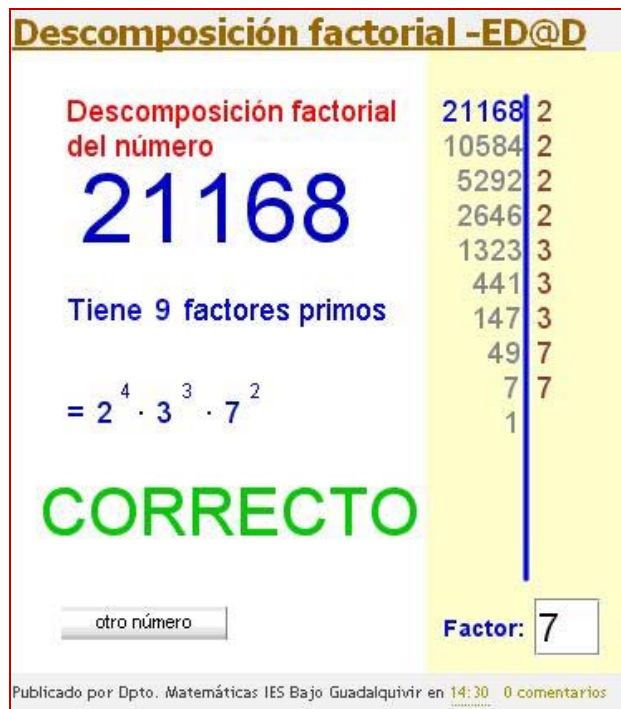 Descomposición factorial -ED@D
Descomposición factorial
del número
21168
Tiene 9 factores primos
= 2⁴ · 3³ · 7²
CORRECTO
otro número
21168 2
10584 2
5292 2
2646 2
1323 3
441 3
147 3
49 7
7 7
1
Factor: 7
Publicado por Dpto. Matemáticas IES Bajo Guadalquivir en 14:30 0 comentarios